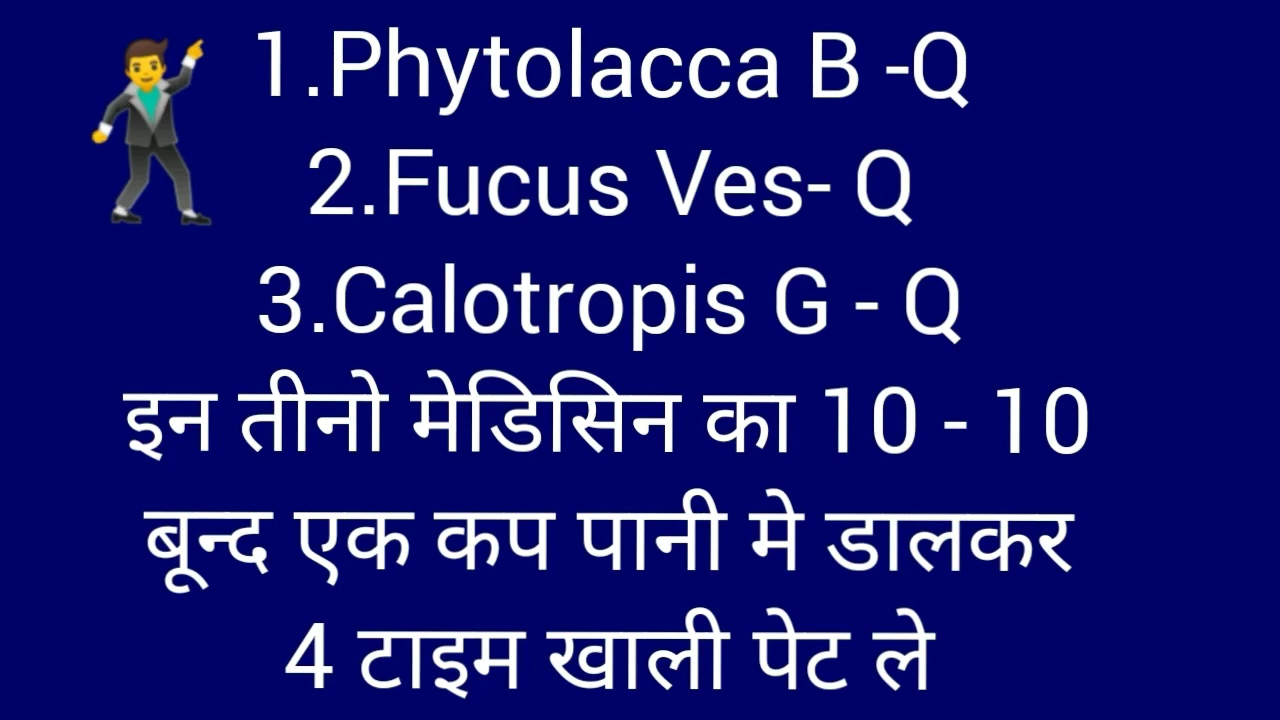 1.Phytolacca B -Q
2.Fucus Ves- Q
3.Calotropis G - Q
इन तीनो मेडिसिन का 10 - 10
बून्द एक कप पानी मे डालकर
4 टाइम खाली पेट ले